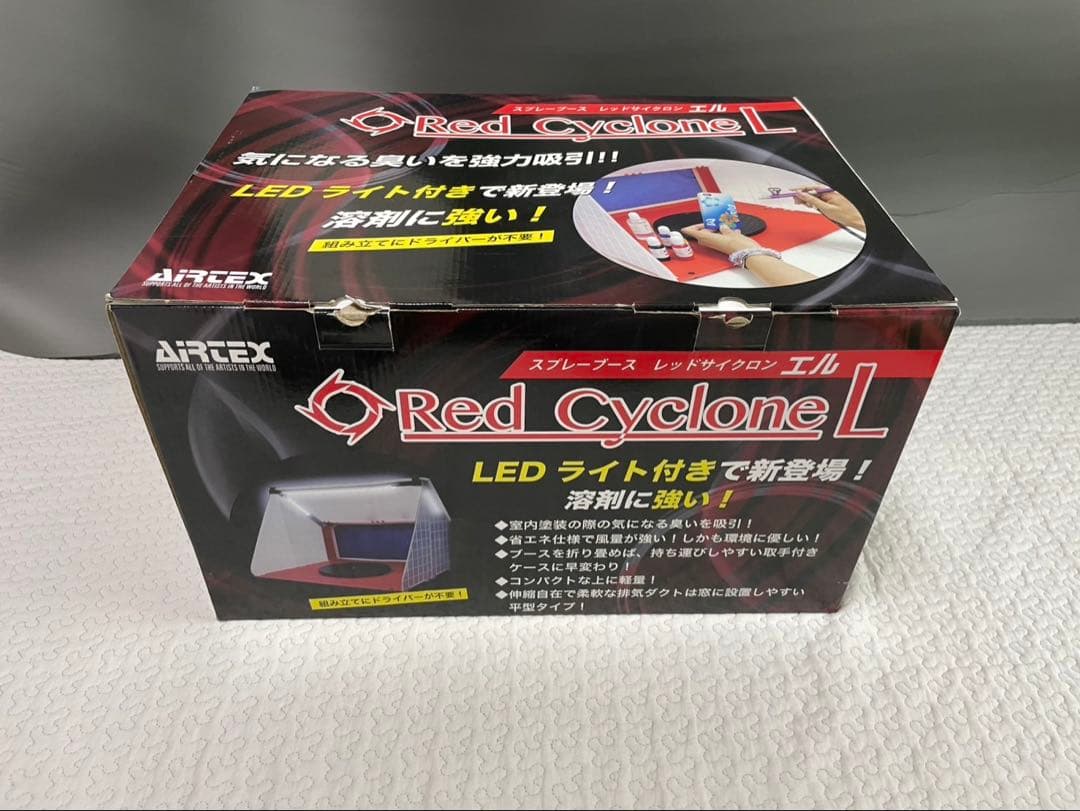 スプレーブース レッドサイクロン エル
Red Cyclone L
気になる臭いを強力吸引!!
LED ライト付きで新登場！
溶剤に強い！
組み立てにドライバーが不要！
AIRTEX
SUPPORTS ALL OF THE ARTISTS IN THE WORLD
AIRTEX
SUPPORTS ALL OF THE ARTISTS IN THE WORLD
スプレーブース レッドサイクロン エル
Red Cyclone L
LED ライト付きで新登場！
溶剤に強い！
◆室内塗装の際の気になる臭いを吸引！
◆省エネ仕様で風量が強い！しかも環境に優しい！
◆ブースを折り畳めば、持ち運びしやすい取手付き
ケースに早変わり！
◆コンパクトな上に軽量！
◆伸縮自在で柔軟な排気ダクトは窓に設置しやすい
平型タイプ！
組み立てにドライバーが不要！